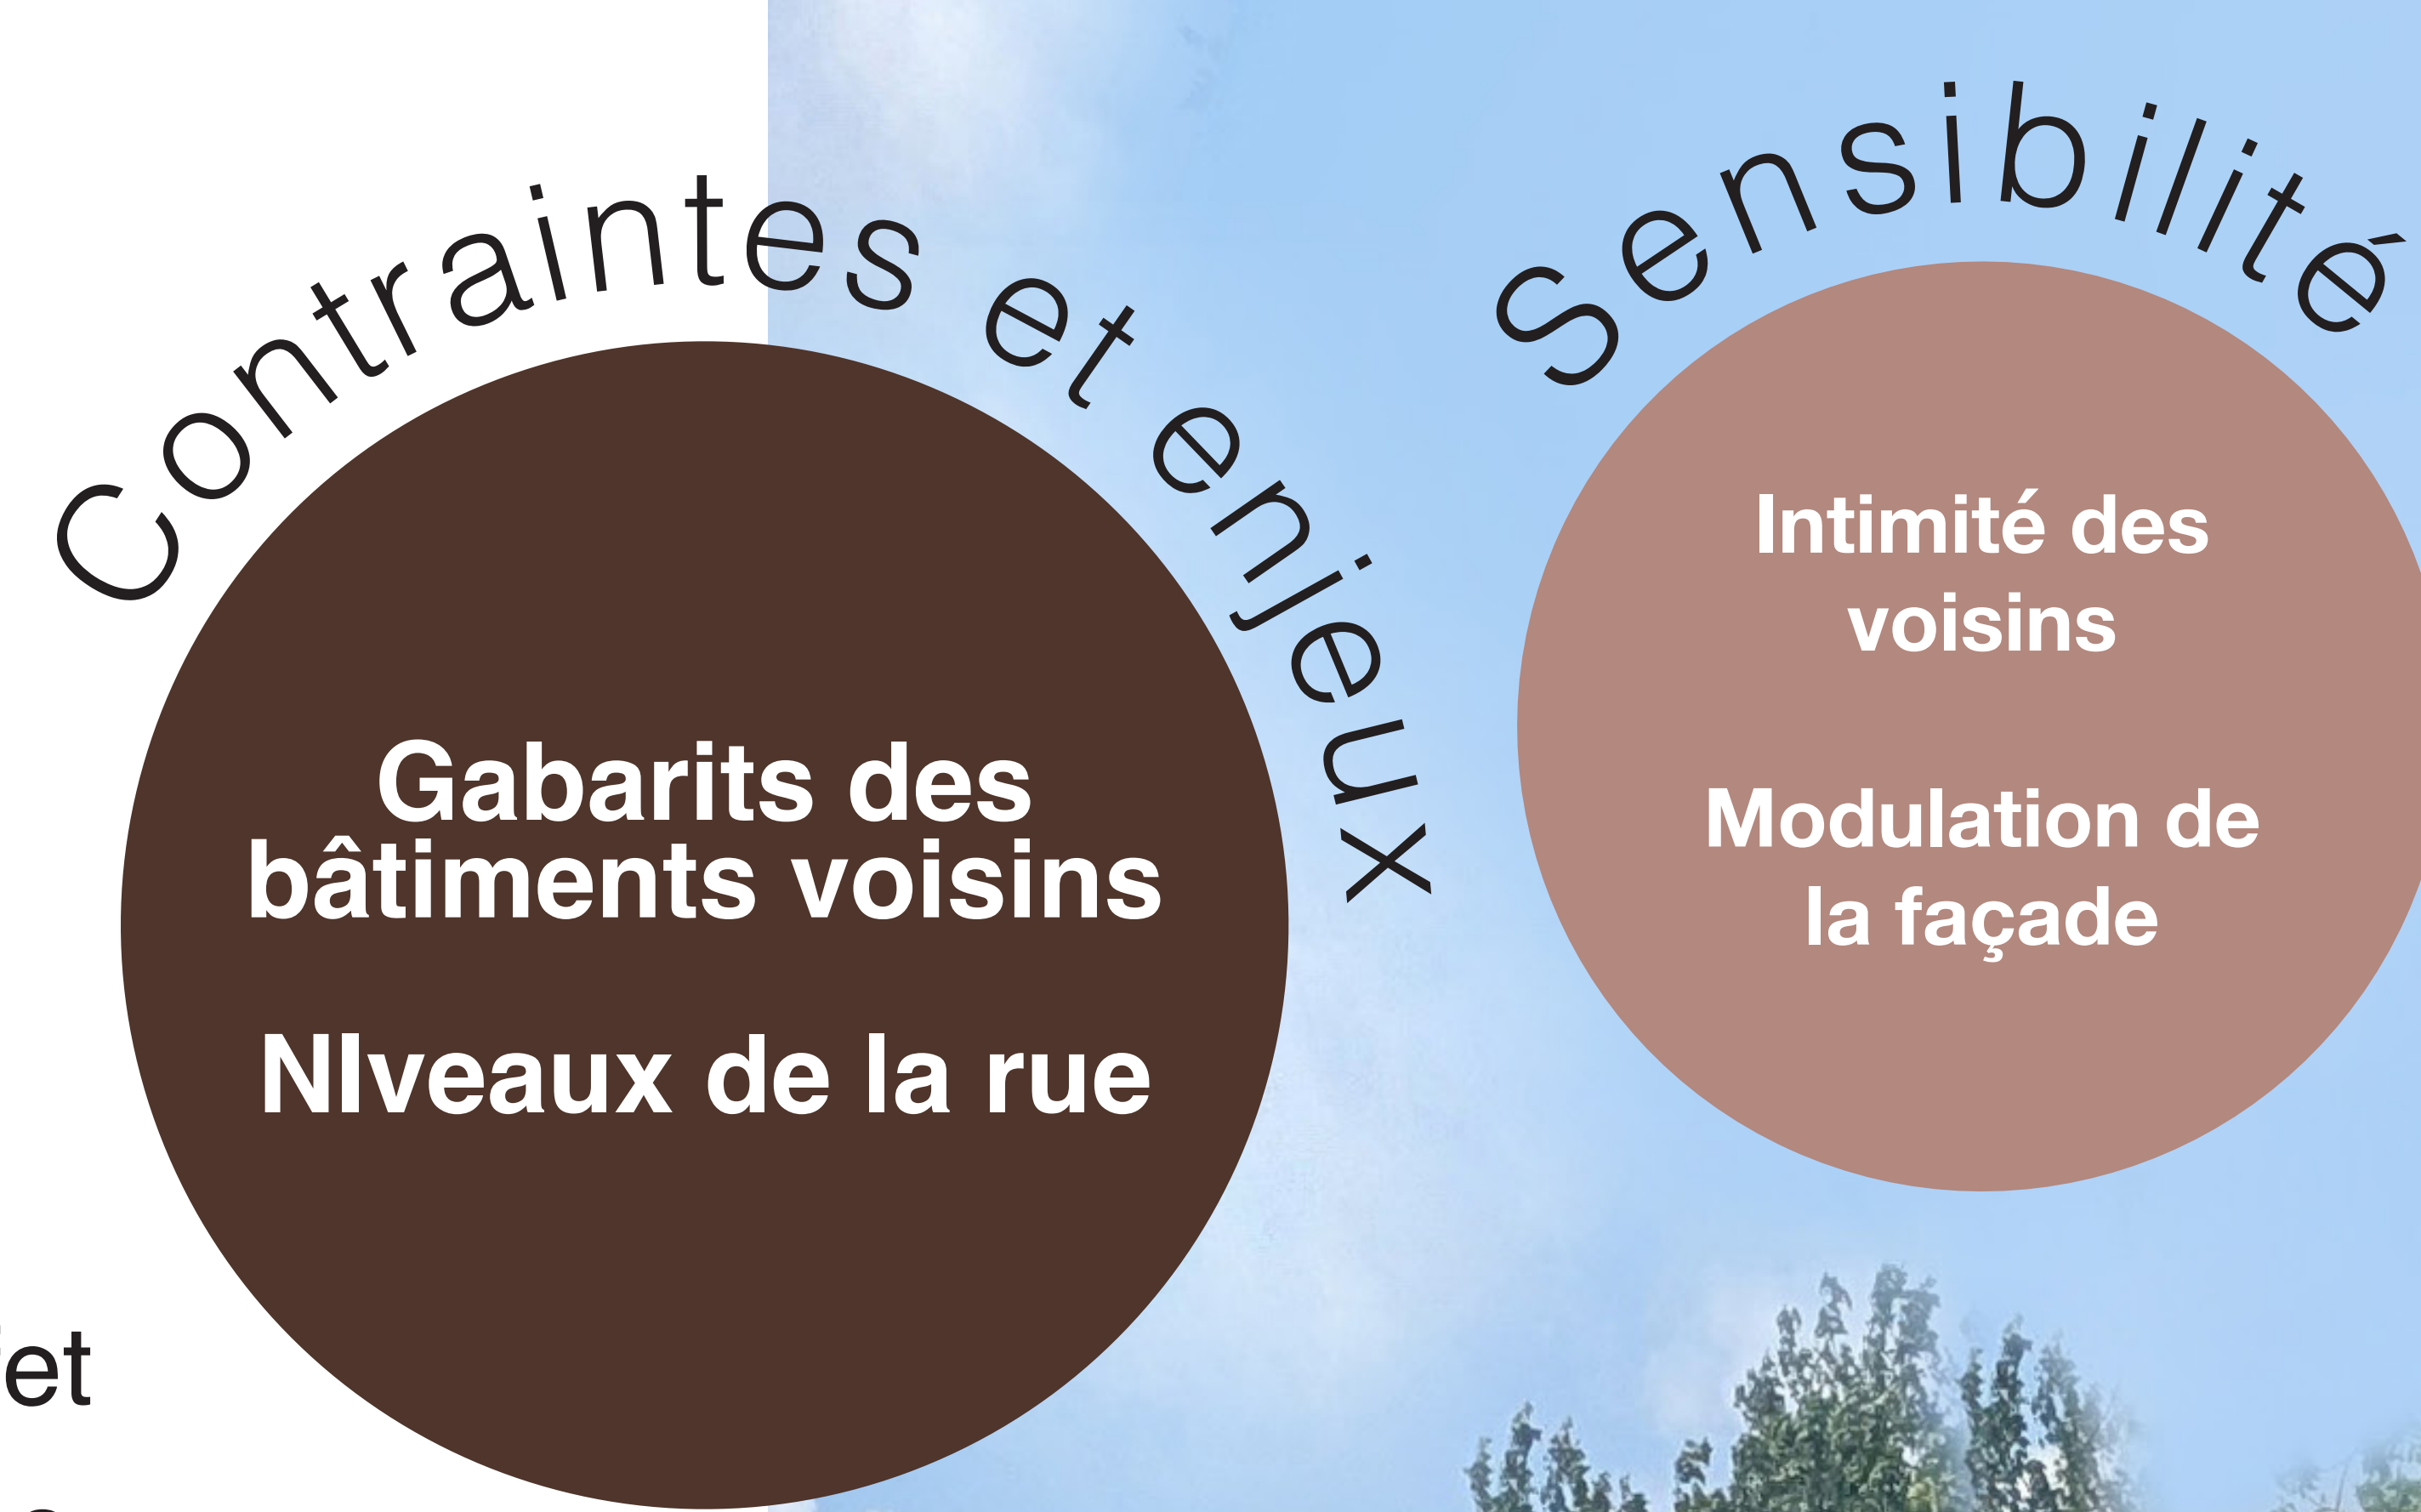 Contraintes et enjeux
Gabarits des
bâtiments voisins
NIveaux de la rue
Sensibilité
Intimité des
voisins
Modulation de
la façade
et